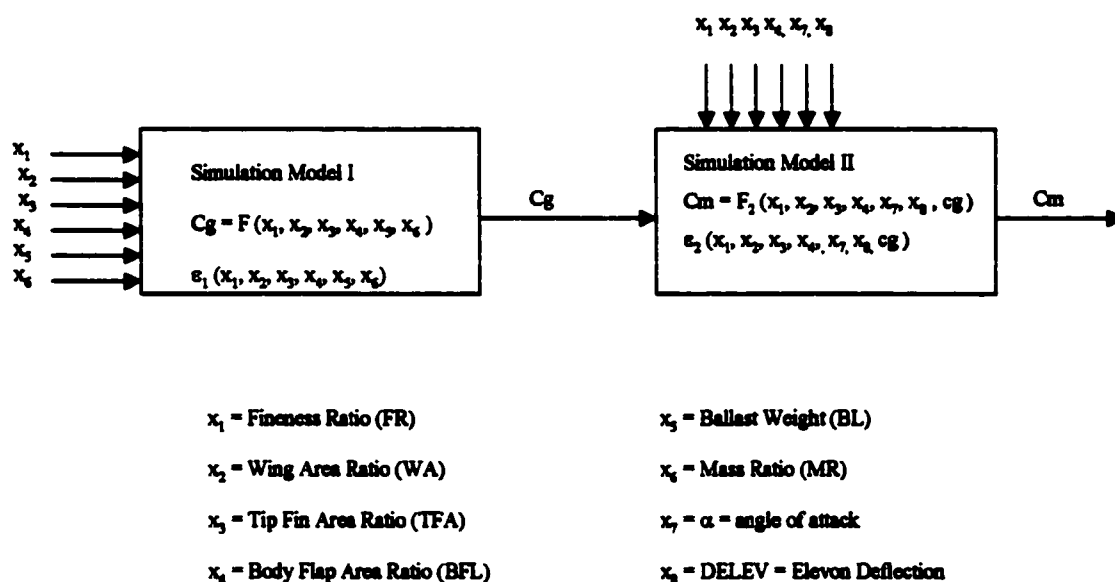 x₁ x₂ x₃ x₄, x₇, x₈
x₁
x₂
x₃
x₄
x₅
x₆
Simulation Model I
Cg = F (x₁, x₂, x₃, x₄, x₅, x₆ )
ε₁ (x₁, x₂, x₃, x₄, x₅, x₆)
Cg
Simulation Model II
Cm = F₂ (x₁, x₂, x₃, x₄, x₇, x₈ , cg )
ε₂ (x₁, x₂, x₃, x₄,, x₇, x₈, cg )
Cm
x₁ = Fineness Ratio (FR)
x₂ = Wing Area Ratio (WA)
x₃ = Tip Fin Area Ratio (TFA)
x₄ = Body Flap Area Ratio (BFL)
x₅ = Ballast Weight (BL)
x₆ = Mass Ratio (MR)
x₇ = α = angle of attack
x₈ = DELEV = Elevon Deflection